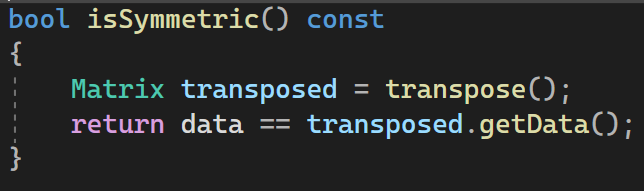 bool isSymmetric() const
{
    Matrix transposed = transpose();
    return data == transposed.getData();
}